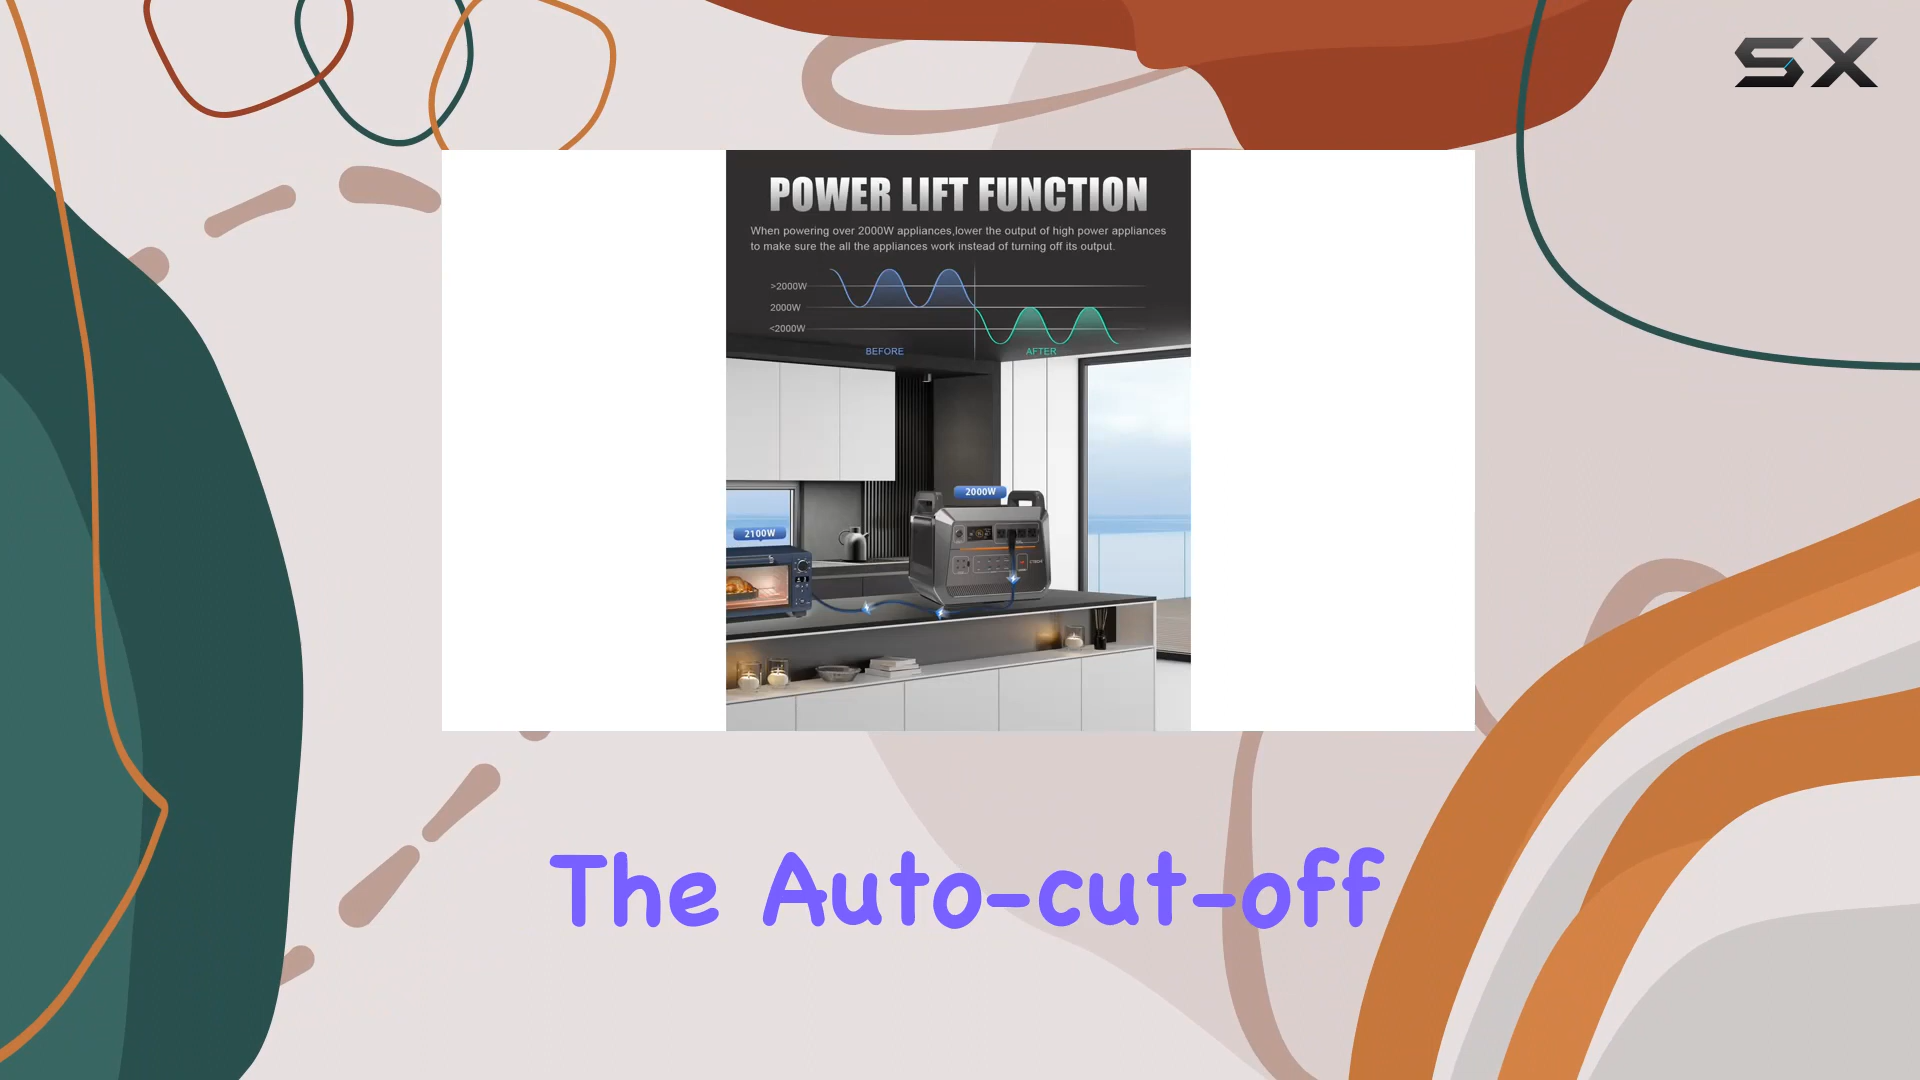 SX
POWER LIFT FUNCTION
When powering over 2000W appliances,lower the output of high power appliances
to make sure the all the appliances work instead of turning off its output.
>2000W
2000W
<2000W
BEFORE
AFTER
2000W
2100W
The Auto-cut-off